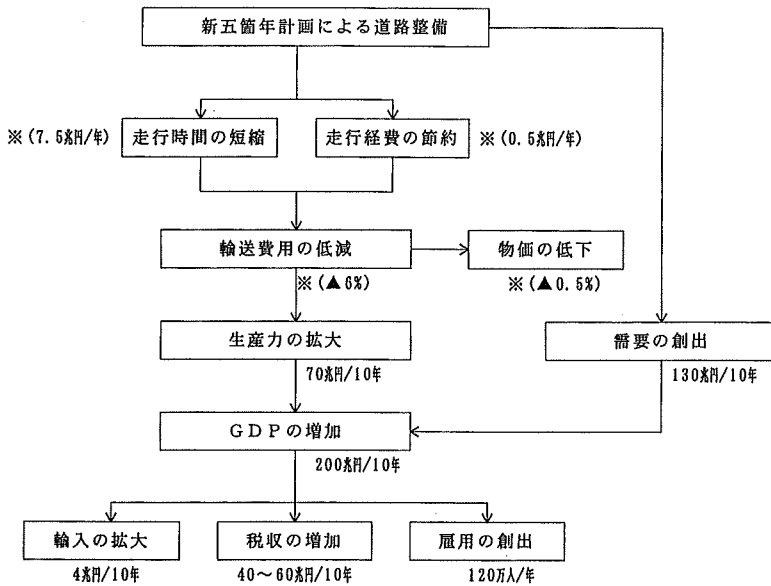 新五箇年計画による道路整備
※(7.5兆円/年)
走行時間の短縮
走行経費の節約
※(0.5兆円/年)
輸送費用の低減
物価の低下
※(▲6%)
※(▲0.5%)
生産力の拡大
需要の創出
70兆円/10年
130兆円/10年
GDPの増加
200兆円/10年
輸入の拡大
税収の増加
雇用の創出
4兆円/10年
40~60兆円/10年
120万人/年